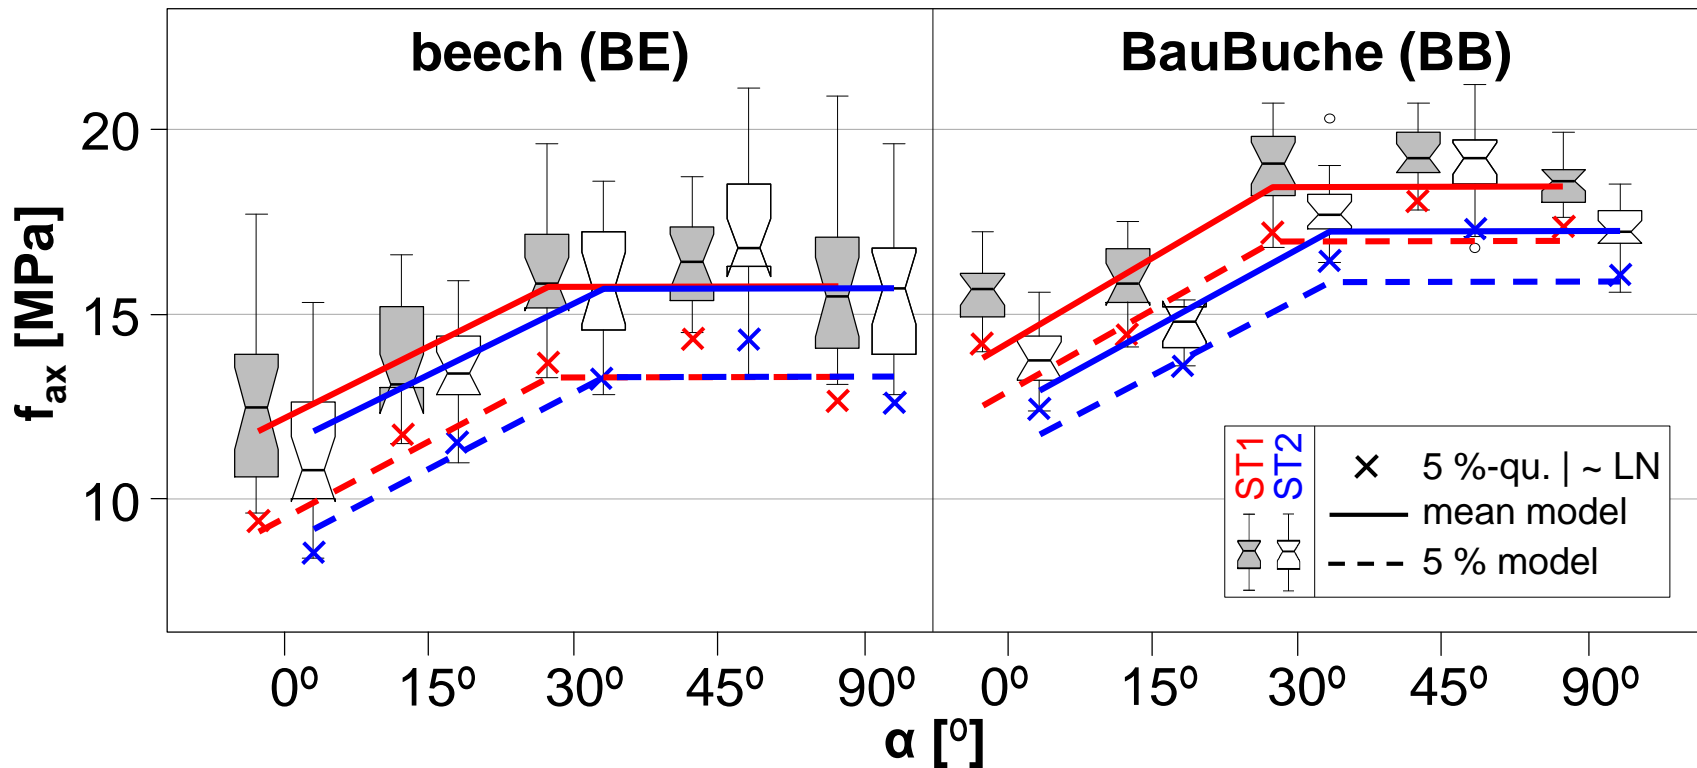 beech (BE)
BauBuche (BB)
f_ax [MPa]
20
15
10
0º 15º 30º 45º 90º
0º 15º 30º 45º 90º
α [º]
ST1
ST2
5 %-qu. | ~ LN
mean model
5 % model